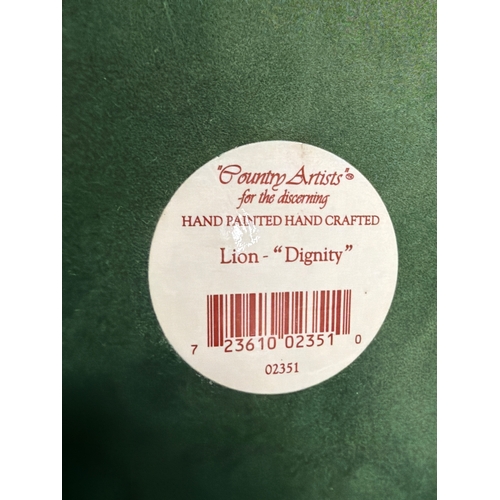 "Country Artists"®
for the discerning
HAND PAINTED HAND CRAFTED
Lion - "Dignity"
7 23610 02351 0
02351